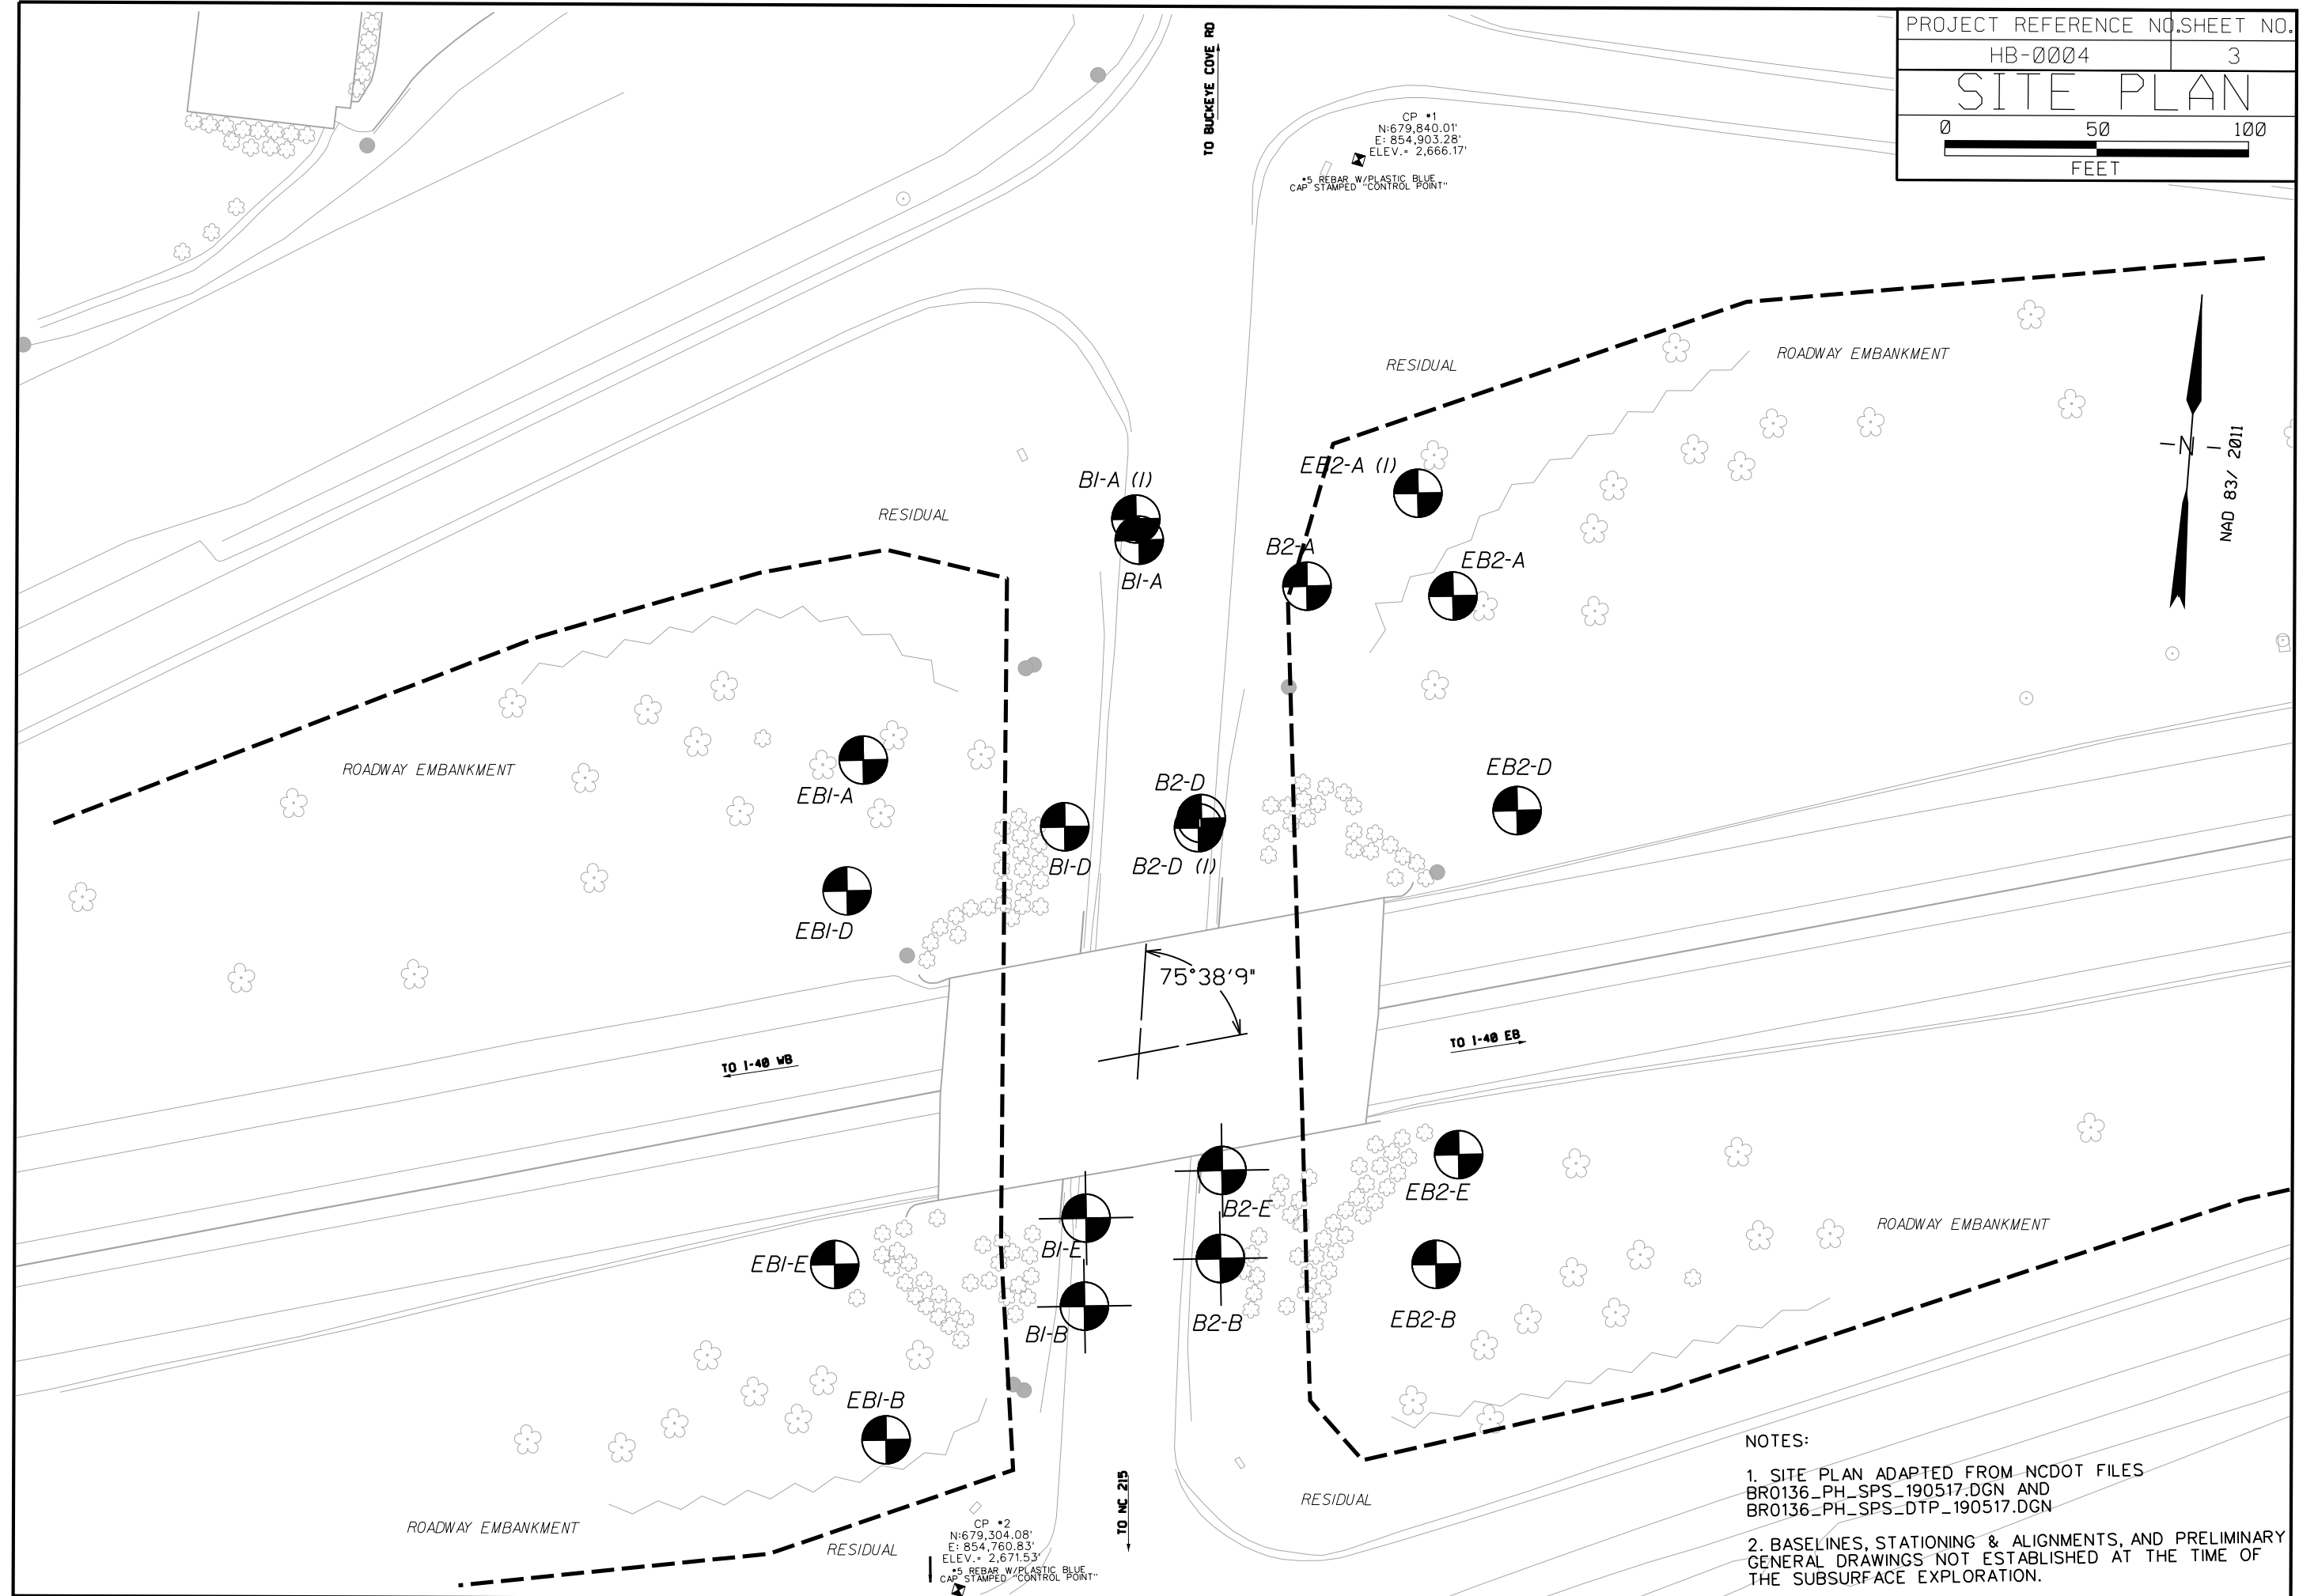 PROJECT REFERENCE NO. SHEET NO.
HB-0004 3
SITE PLAN
0 50 100
FEET
TO BUCKEYE COVE RD
CP #1
N:679,840.01'
E: 854,903.28'
ELEV.= 2,666.17'
#5 REBAR W/PLASTIC BLUE
CAP STAMPED "CONTROL POINT"
RESIDUAL
ROADWAY EMBANKMENT
-N-
NAD 83/ 2011
B1-A (1)
EB2-A (1)
RESIDUAL
B2-A
EB2-A
B1-A
ROADWAY EMBANKMENT
EB1-A
B2-D
EB2-D
B1-D
B2-D (1)
EB1-D
75°38'9"
TO I-40 WB
TO I-40 EB
EB2-E
B2-E
ROADWAY EMBANKMENT
B1-E
EB1-E
B1-B
B2-B
EB2-B
EB1-B
NOTES:
1. SITE PLAN ADAPTED FROM NCDOT FILES
BR0136_PH_SPS_190517.DGN AND
BR0136_PH_SPS_DTP_190517.DGN
2. BASELINES, STATIONING & ALIGNMENTS, AND PRELIMINARY
GENERAL DRAWINGS NOT ESTABLISHED AT THE TIME OF
THE SUBSURFACE EXPLORATION.
TO NC 215
RESIDUAL
ROADWAY EMBANKMENT
RESIDUAL
CP #2
N:679,304.08'
E: 854,760.83'
ELEV.= 2,671.53'
#5 REBAR W/PLASTIC BLUE
CAP STAMPED "CONTROL POINT"